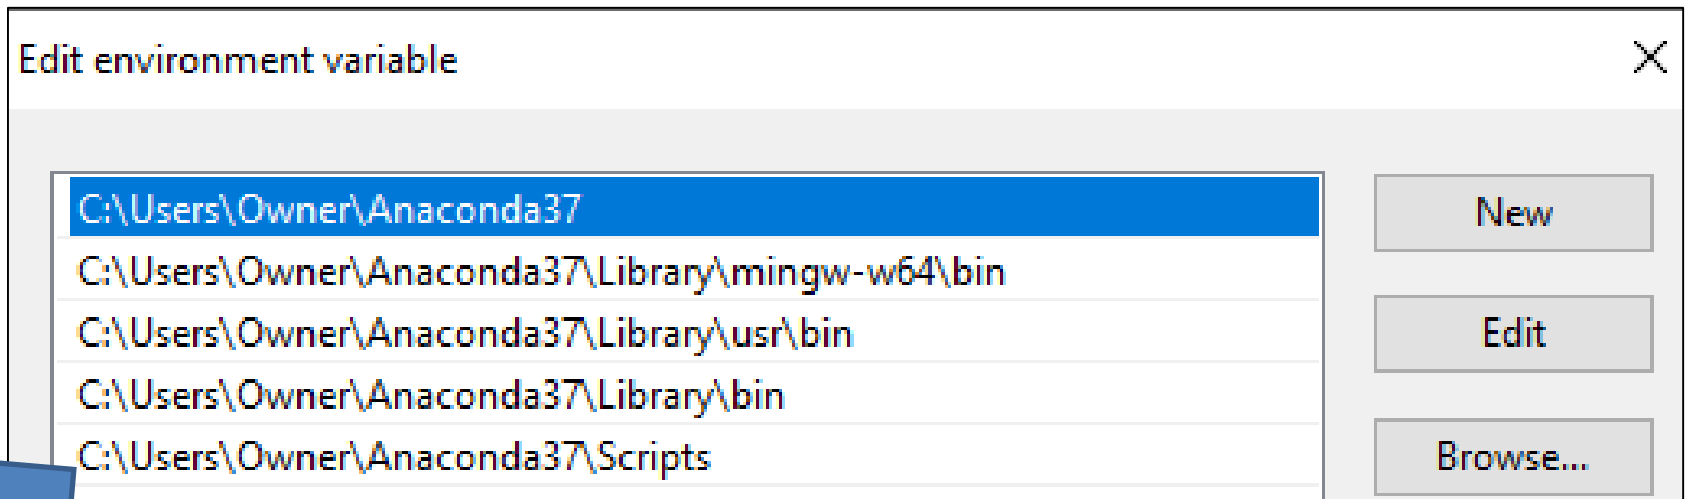 Edit environment variable
C:\Users\Owner\Anaconda37
New
C:\Users\Owner\Anaconda37\Library\mingw-w64\bin
C:\Users\Owner\Anaconda37\Library\usr\bin
Edit
C:\Users\Owner\Anaconda37\Library\bin
C:\Users\Owner\Anaconda37\Scripts
Browse...